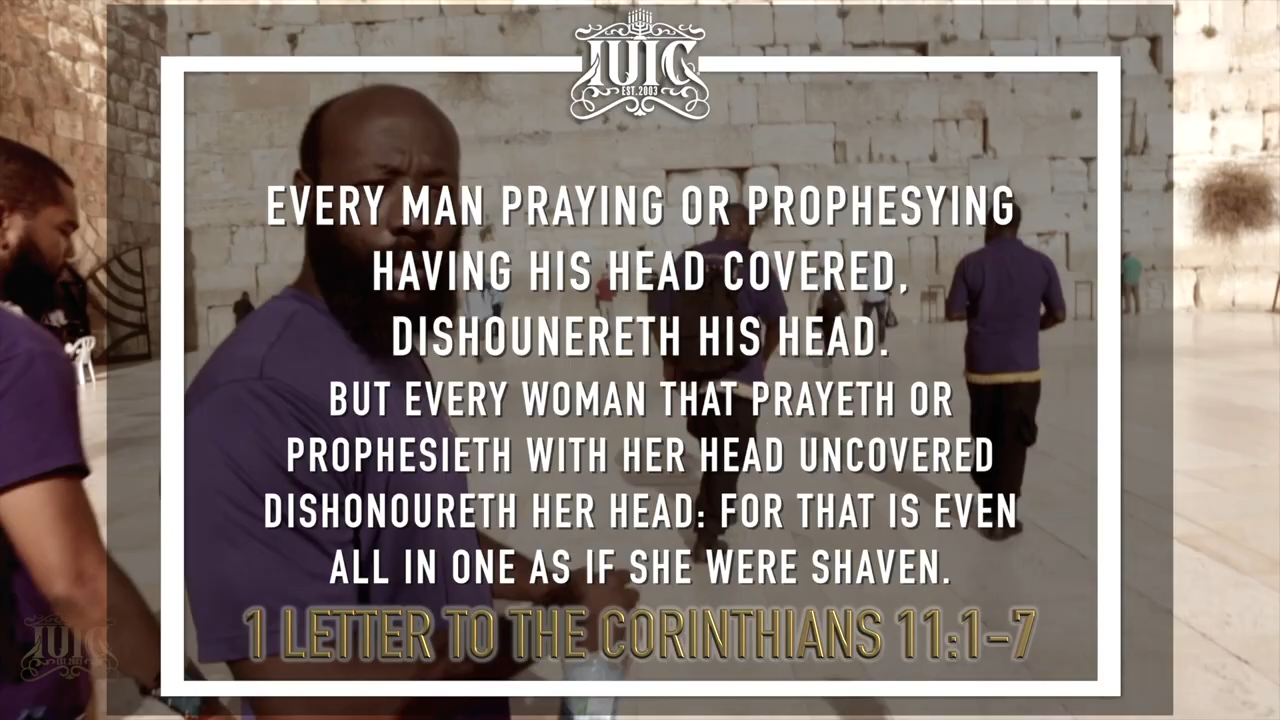 IUIC
EST. 2003
EVERY MAN PRAYING OR PROPHESYING
HAVING HIS HEAD COVERED,
DISHOUNERETH HIS HEAD.
BUT EVERY WOMAN THAT PRAYETH OR
PROPHESIETH WITH HER HEAD UNCOVERED
DISHONOURETH HER HEAD: FOR THAT IS EVEN
ALL IN ONE AS IF SHE WERE SHAVEN.
1 LETTER TO THE CORINTHIANS 11:1-7
IUIC